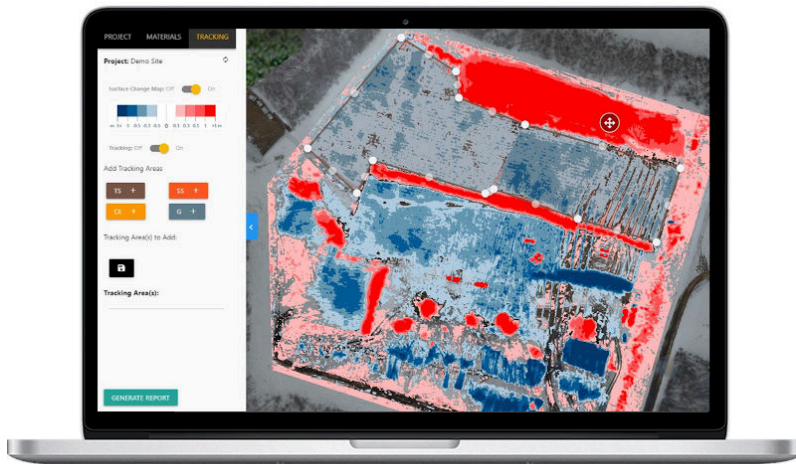 PROJECT MATERIALS TRACKING
Project: Demo Site
Surface Change Map: Off On
Tracking: Off On
Add Tracking Areas
TS +
SS +
CL +
G +
Tracking Area(s) to Add:
Tracking Area(s):
GENERATE REPORT